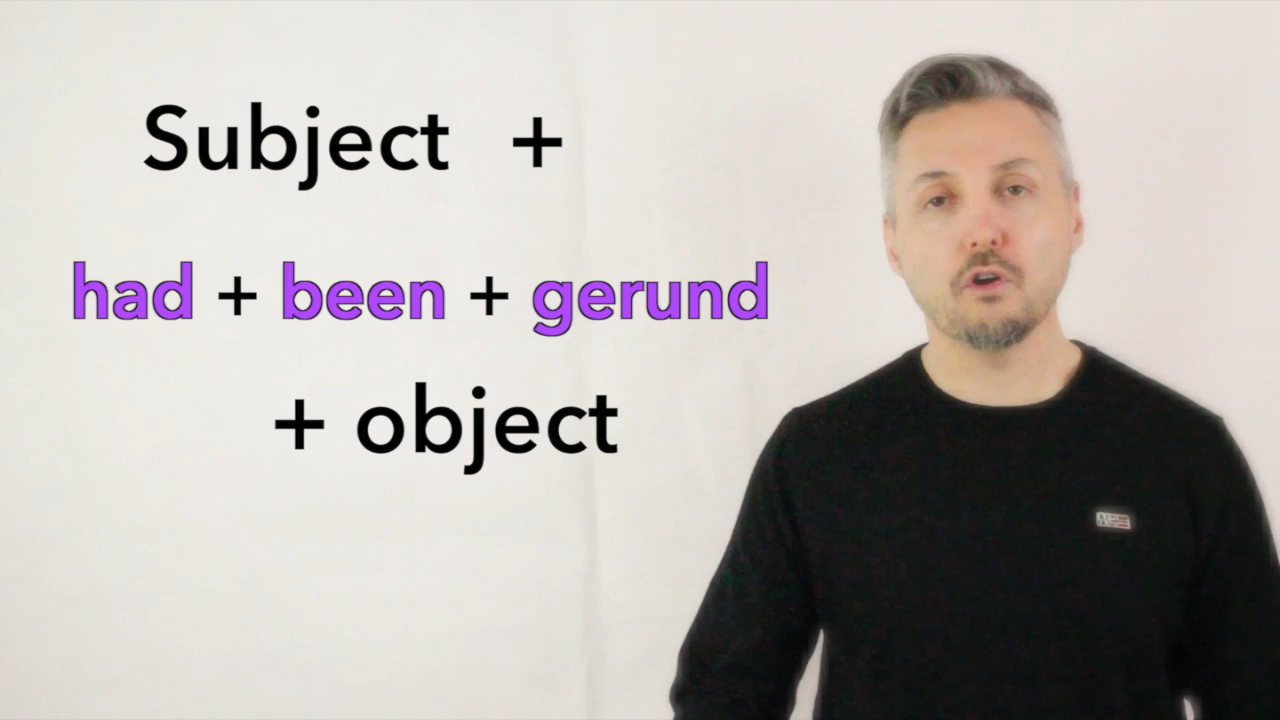 Subject +
had + been + gerund
+ object